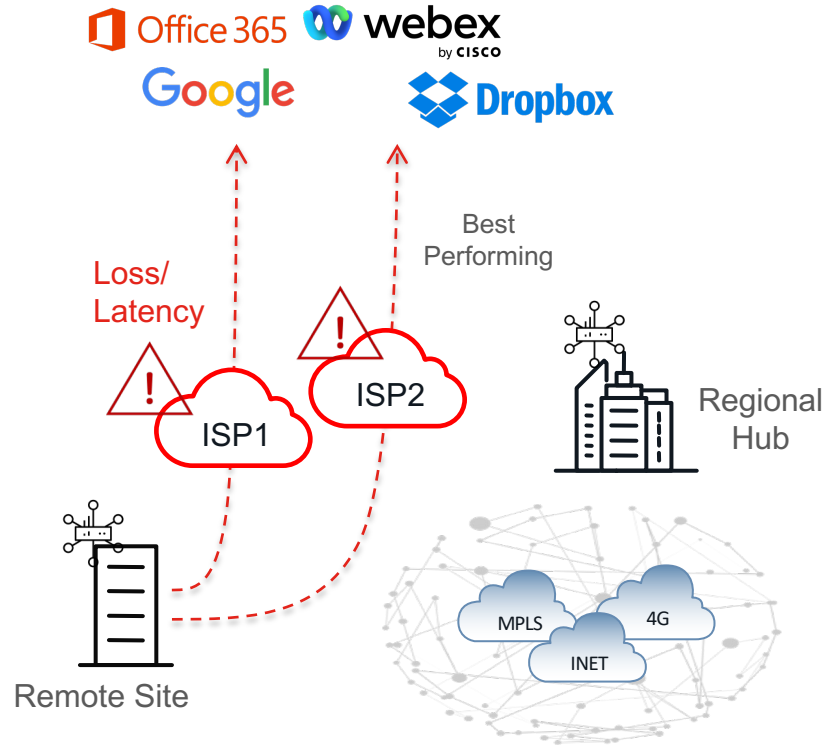 Office 365
webex
by CISCO
Google
Dropbox
Best
Performing
Loss/
Latency
ISP2
ISP1
Regional
Hub
MPLS
4G
INET
Remote Site